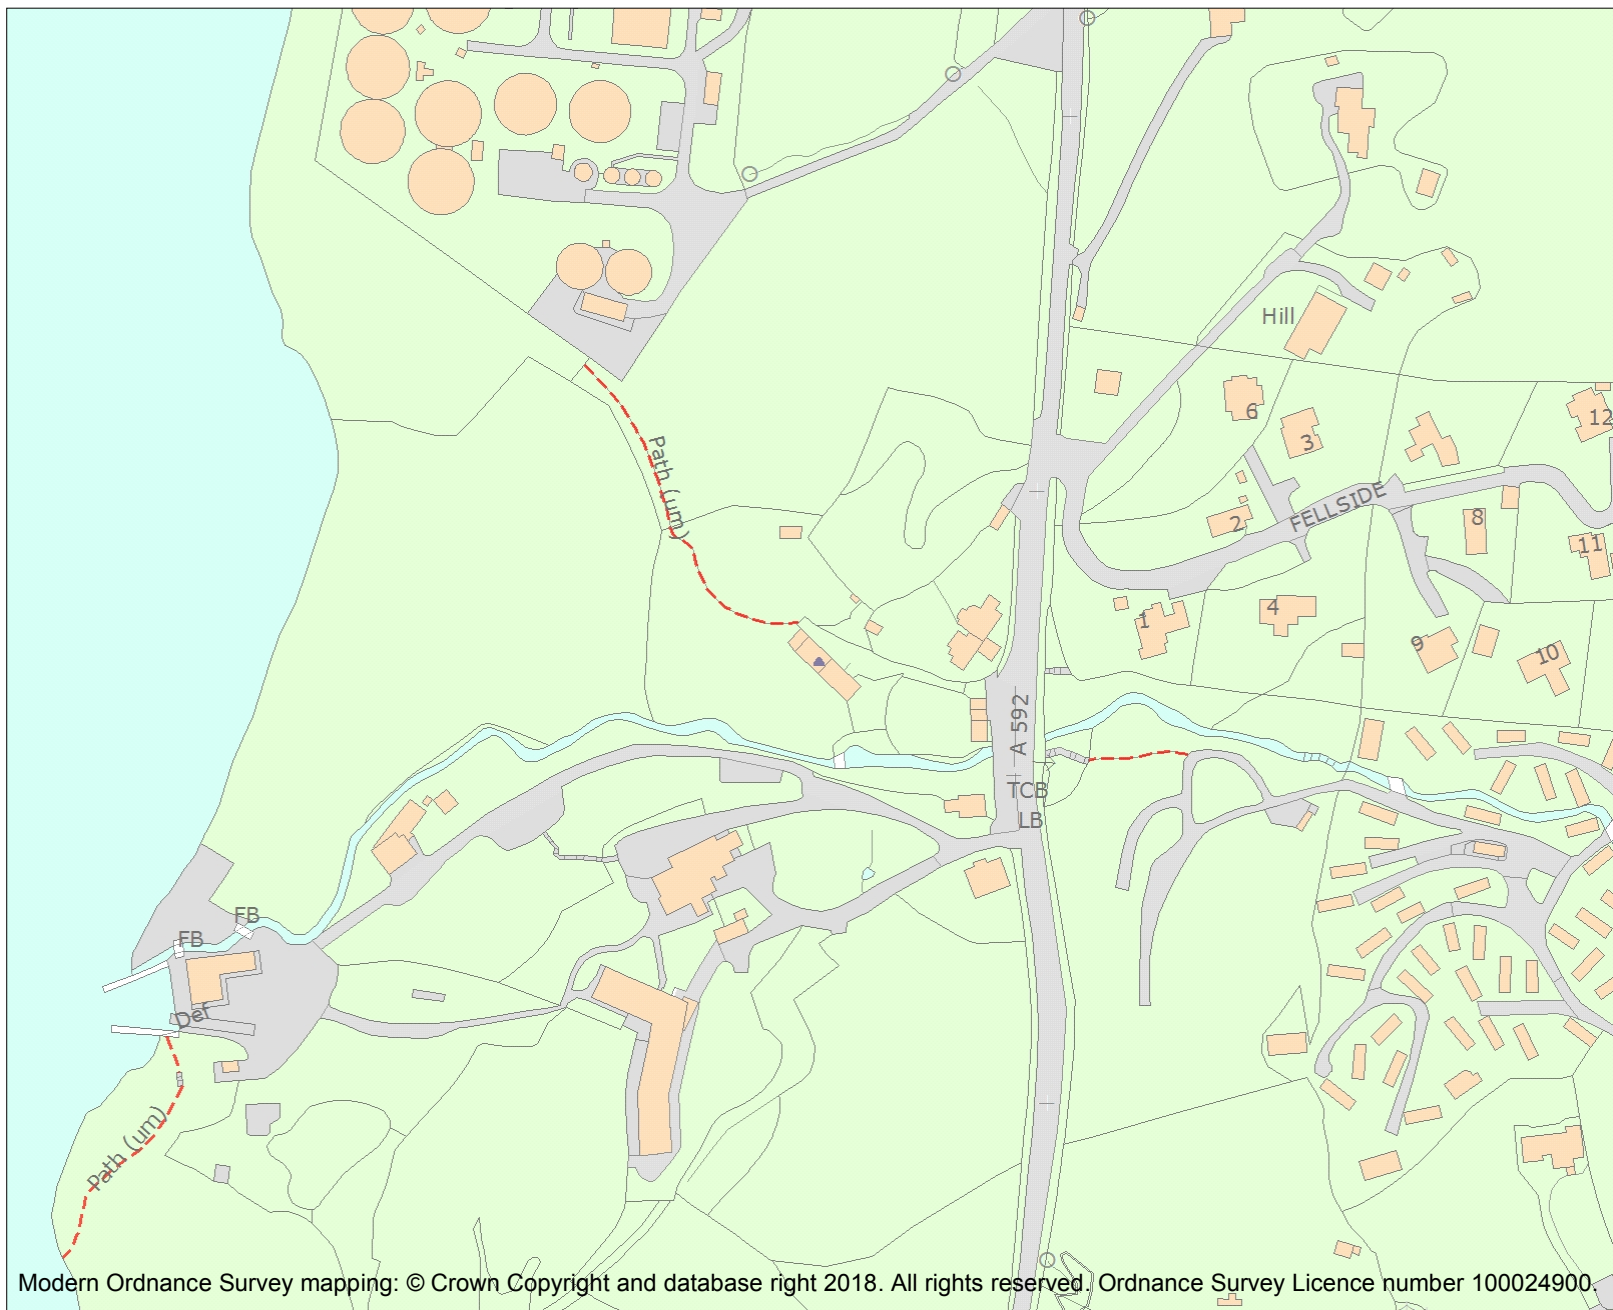 Hill
6
3
12
Path (um)
FELLSIDE
2
8
11
1
4
9
10
A 592
TCB
LB
FB
FB
Def
Path (um)
Modern Ordnance Survey mapping: © Crown Copyright and database right 2018. All rights reserved. Ordnance Survey Licence number 100024900.